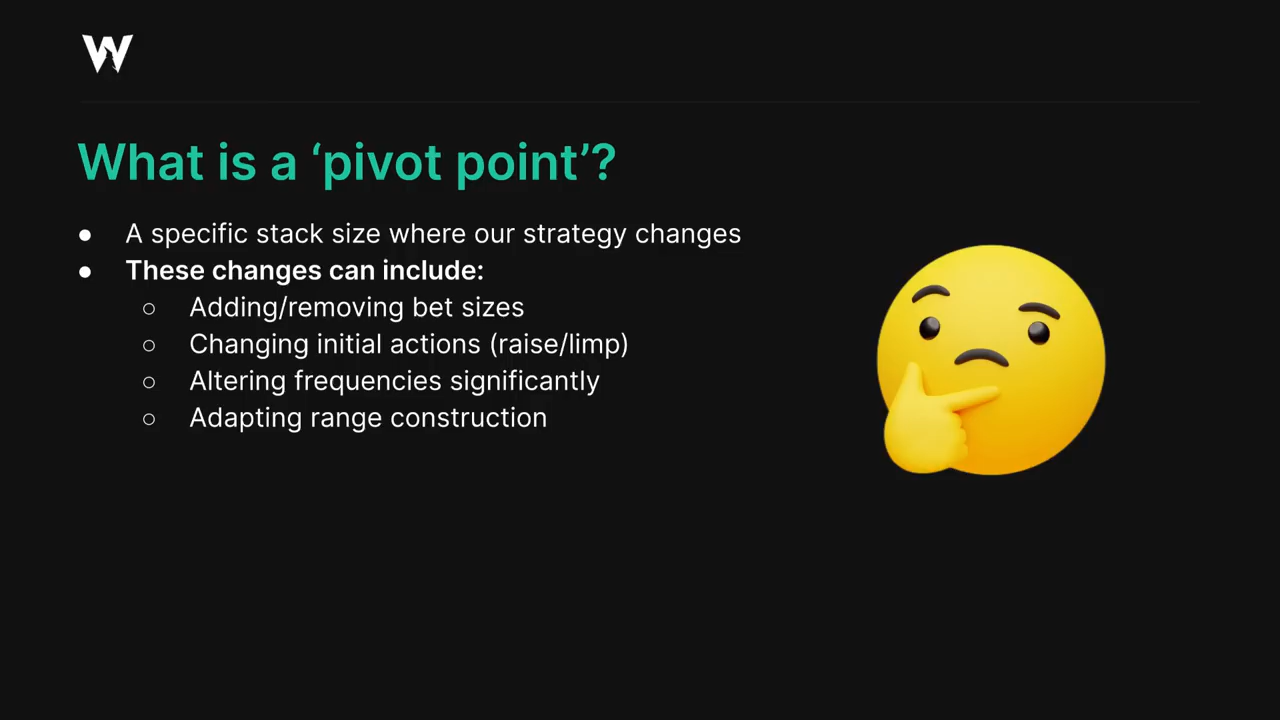 W
What is a ‘pivot point’?
● A specific stack size where our strategy changes
● These changes can include:
○ Adding/removing bet sizes
○ Changing initial actions (raise/limp)
○ Altering frequencies significantly
○ Adapting range construction